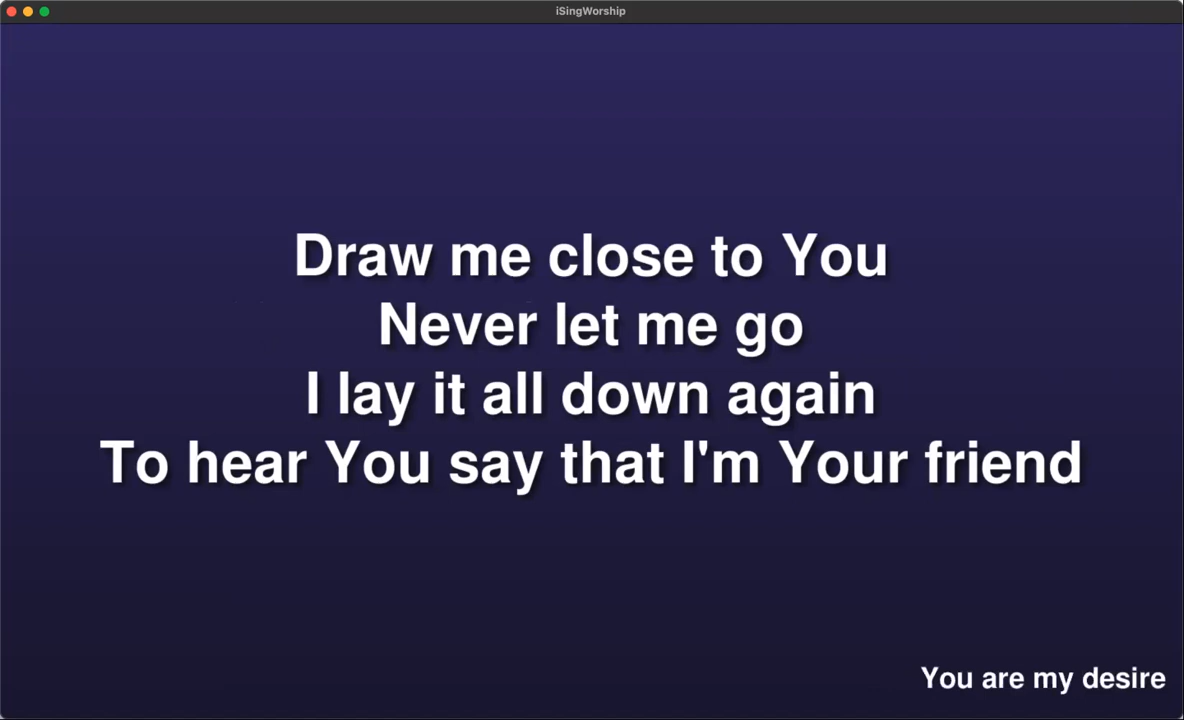 iSingWorship
Draw me close to You
Never let me go
I lay it all down again
To hear You say that I'm Your friend
You are my desire